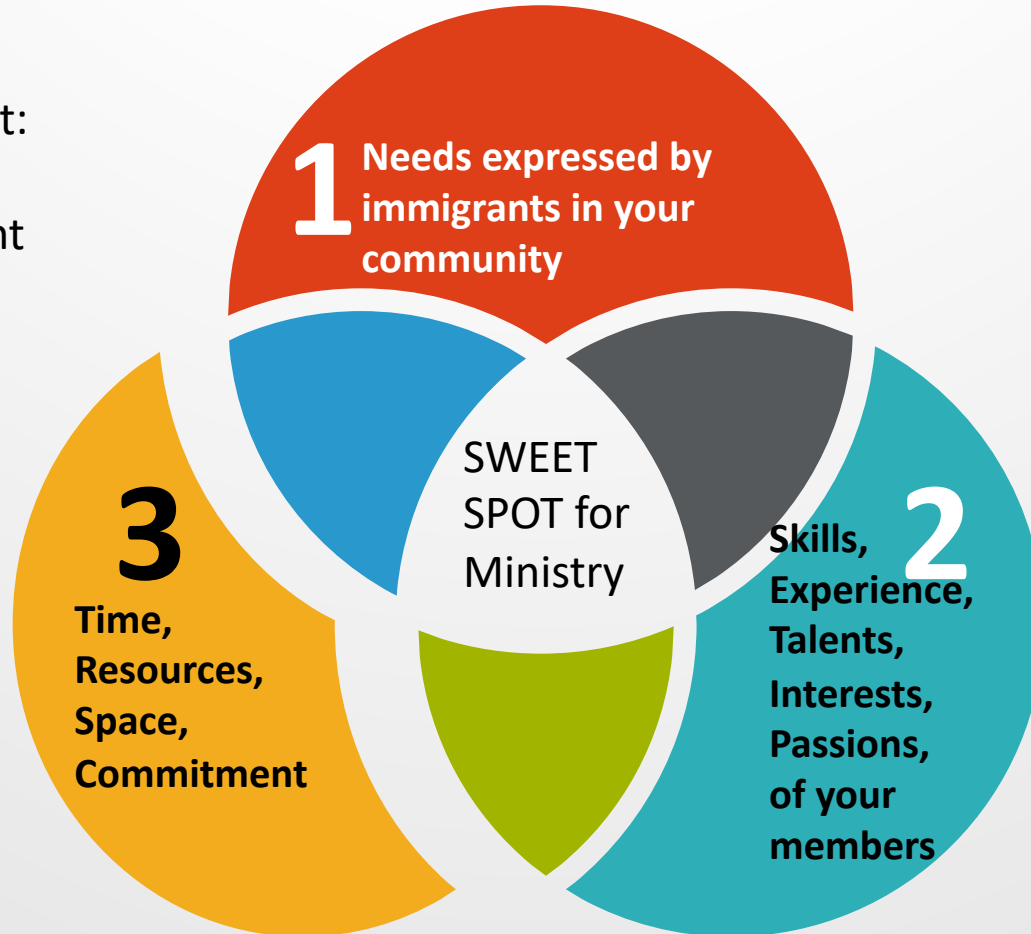 t:
nt
1
Needs expressed by
immigrants in your
community
SWEET
SPOT for
Ministry
3
Time,
Resources,
Space,
Commitment
2
Skills,
Experience,
Talents,
Interests,
Passions,
of your
members